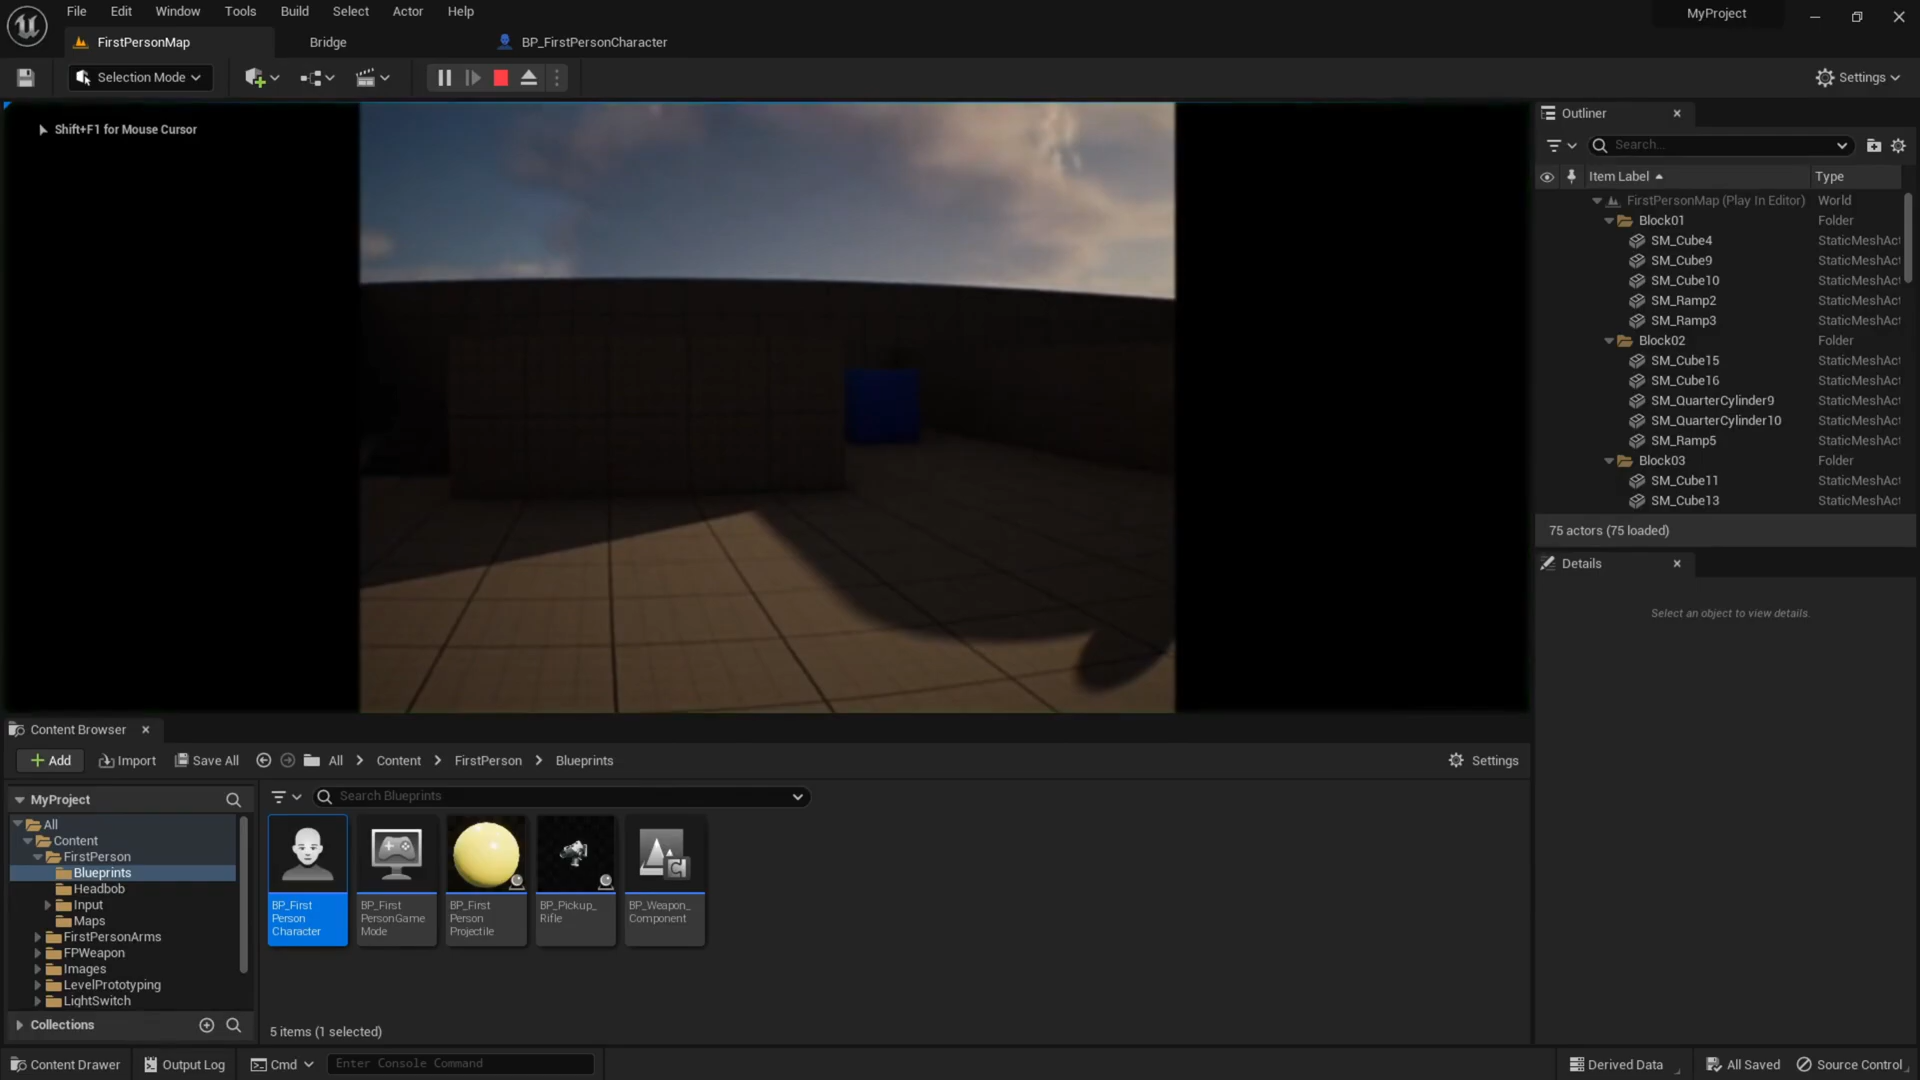 File Edit Window Tools Build Select Actor Help
MyProject
FirstPersonMap
Bridge
BP_FirstPersonCharacter
Selection Mode
Settings
Shift+F1 for Mouse Cursor
Outliner
Search...
Item Label
Type
FirstPersonMap (Play In Editor) World
Block01 Folder
SM_Cube4 StaticMeshAct
SM_Cube9 StaticMeshAct
SM_Cube10 StaticMeshAct
SM_Ramp2 StaticMeshAct
SM_Ramp3 StaticMeshAct
Block02 Folder
SM_Cube15 StaticMeshAct
SM_Cube16 StaticMeshAct
SM_QuarterCylinder9 StaticMeshAct
SM_QuarterCylinder10 StaticMeshAct
SM_Ramp5 StaticMeshAct
Block03 Folder
SM_Cube11 StaticMeshAct
SM_Cube13 StaticMeshAct
75 actors (75 loaded)
Details
Select an object to view details.
Content Browser
Add
Import
Save All
All
Content
FirstPerson
Blueprints
Settings
MyProject
Search Blueprints
All
Content
FirstPerson
Blueprints
Headbob
Input
Maps
FirstPersonArms
FPWeapon
Images
LevelPrototyping
LightSwitch
BP_First
Person
Character
BP_First
PersonGame
Mode
BP_First
Person
Projectile
BP_Pickup_
Rifle
BP_Weapon_
Component
Collections
5 items (1 selected)
Content Drawer
Output Log
Cmd
Enter Console Command
Derived Data
All Saved
Source Control